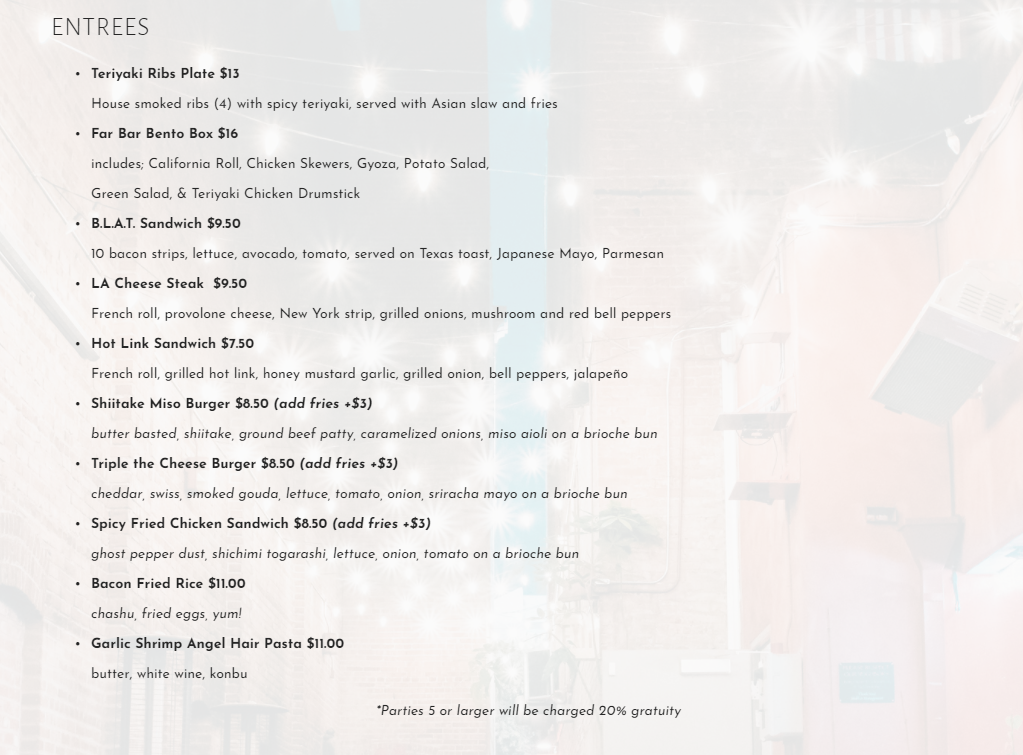 ENTREES
• Teriyaki Ribs Plate $13
House smoked ribs (4) with spicy teriyaki, served with Asian slaw and fries
• Far Bar Bento Box $16
includes; California Roll, Chicken Skewers, Gyoza, Potato Salad,
Green Salad, & Teriyaki Chicken Drumstick
• B.L.A.T. Sandwich $9.50
10 bacon strips, lettuce, avocado, tomato, served on Texas toast, Japanese Mayo, Parmesan
• LA Cheese Steak  $9.50
French roll, provolone cheese, New York strip, grilled onions, mushroom and red bell peppers
• Hot Link Sandwich $7.50
French roll, grilled hot link, honey mustard garlic, grilled onion, bell peppers, jalapeño
• Shiitake Miso Burger $8.50 (add fries +$3)
butter basted, shiitake, ground beef patty, caramelized onions, miso aioli on a brioche bun
• Triple the Cheese Burger $8.50 (add fries +$3)
cheddar, swiss, smoked gouda, lettuce, tomato, onion, sriracha mayo on a brioche bun
• Spicy Fried Chicken Sandwich $8.50 (add fries +$3)
ghost pepper dust, shichimi togarashi, lettuce, onion, tomato on a brioche bun
• Bacon Fried Rice $11.00
chashu, fried eggs, yum!
• Garlic Shrimp Angel Hair Pasta $11.00
butter, white wine, konbu
*Parties 5 or larger will be charged 20% gratuity